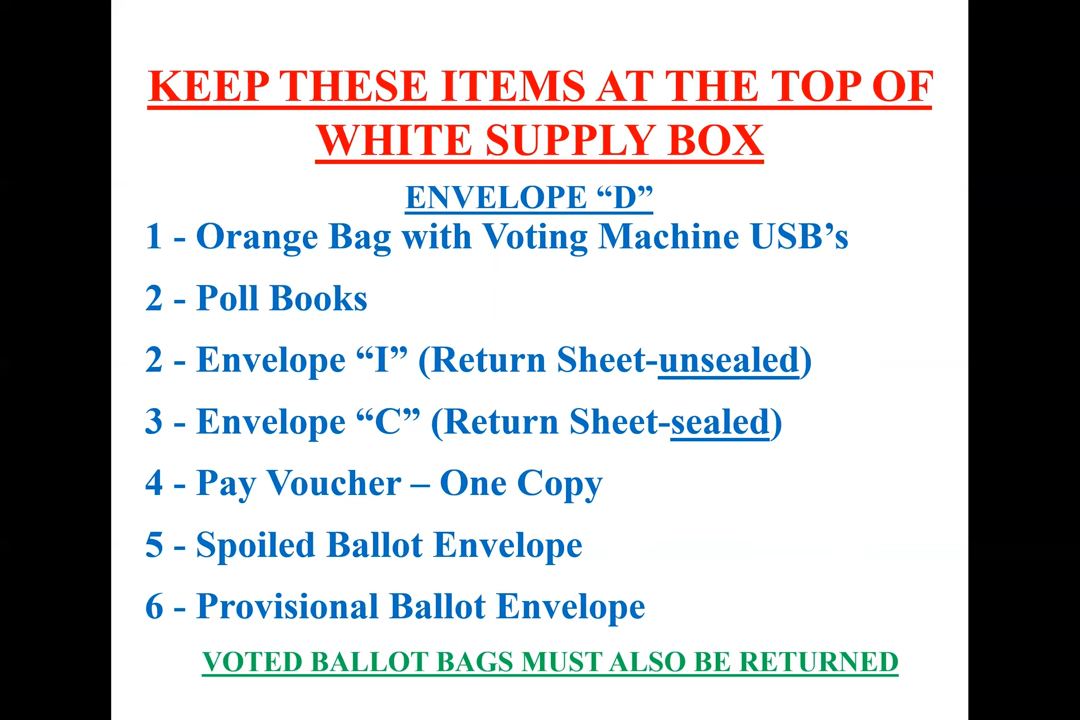 KEEP THESE ITEMS AT THE TOP OF
WHITE SUPPLY BOX
ENVELOPE “D”
1 - Orange Bag with Voting Machine USB’s
2 - Poll Books
2 - Envelope “I” (Return Sheet-unsealed)
3 - Envelope “C” (Return Sheet-sealed)
4 - Pay Voucher – One Copy
5 - Spoiled Ballot Envelope
6 - Provisional Ballot Envelope
VOTED BALLOT BAGS MUST ALSO BE RETURNED